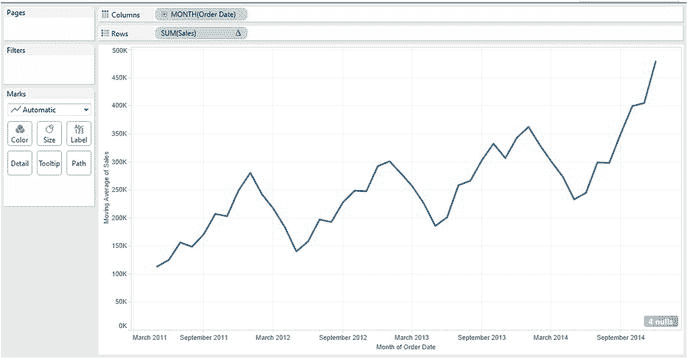 Pages
Columns
MONTH(Order Date)
Rows
SUM(Sales) Δ
Filters
Marks
Automatic
Color
Size
Abc
123
Label
Detail
Tooltip
Path
500K
450K
400K
350K
300K
250K
200K
150K
100K
50K
0K
Moving Average of Sales
4 nulls
March 2011
September 2011
March 2012
September 2012
March 2013
September 2013
March 2014
September 2014
Month of Order Date